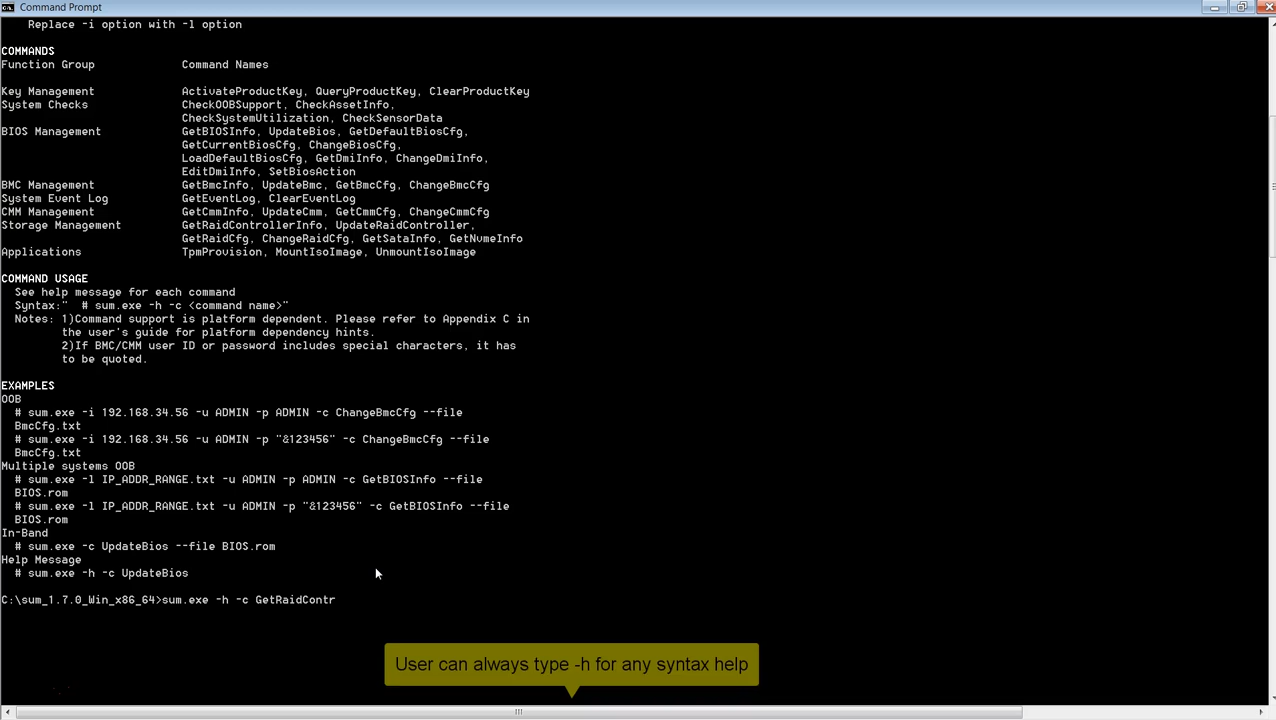 Command Prompt
Replace -i option with -l option
COMMANDS
Function Group Command Names
Key Management ActivateProductKey, QueryProductKey, ClearProductKey
System Checks CheckOOBSupport, CheckAssetInfo,
CheckSystemUtilization, CheckSensorData
BIOS Management GetBIOSInfo, UpdateBios, GetDefaultBiosCfg,
GetCurrentBiosCfg, ChangeBiosCfg,
LoadDefaultBiosCfg, GetDmiInfo, ChangeDmiInfo,
EditDmiInfo, SetBiosAction
BMC Management GetBmcInfo, UpdateBmc, GetBmcCfg, ChangeBmcCfg
System Event Log GetEventLog, ClearEventLog
CMM Management GetCmmInfo, UpdateCmm, GetCmmCfg, ChangeCmmCfg
Storage Management GetRaidControllerInfo, UpdateRaidController,
GetRaidCfg, ChangeRaidCfg, GetSataInfo, GetNvmeInfo
Applications TpmProvision, MountIsoImage, UnmountIsoImage
COMMAND USAGE
See help message for each command
Syntax:" # sum.exe -h -c <command name>"
Notes: 1)Command support is platform dependent. Please refer to Appendix C in
the user's guide for platform dependency hints.
2)If BMC/CMM user ID or password includes special characters, it has
to be quoted.
EXAMPLES
OOB
# sum.exe -i 192.168.34.56 -u ADMIN -p ADMIN -c ChangeBmcCfg --file
BmcCfg.txt
# sum.exe -i 192.168.34.56 -u ADMIN -p "&123456" -c ChangeBmcCfg --file
BmcCfg.txt
Multiple systems OOB
# sum.exe -l IP_ADDR_RANGE.txt -u ADMIN -p ADMIN -c GetBIOSInfo --file
BIOS.rom
# sum.exe -l IP_ADDR_RANGE.txt -u ADMIN -p "&123456" -c GetBIOSInfo --file
BIOS.rom
In-Band
# sum.exe -c UpdateBios --file BIOS.rom
Help Message
# sum.exe -h -c UpdateBios
C:\sum_1.7.0_Win_x86_64>sum.exe -h -c GetRaidContr
User can always type -h for any syntax help